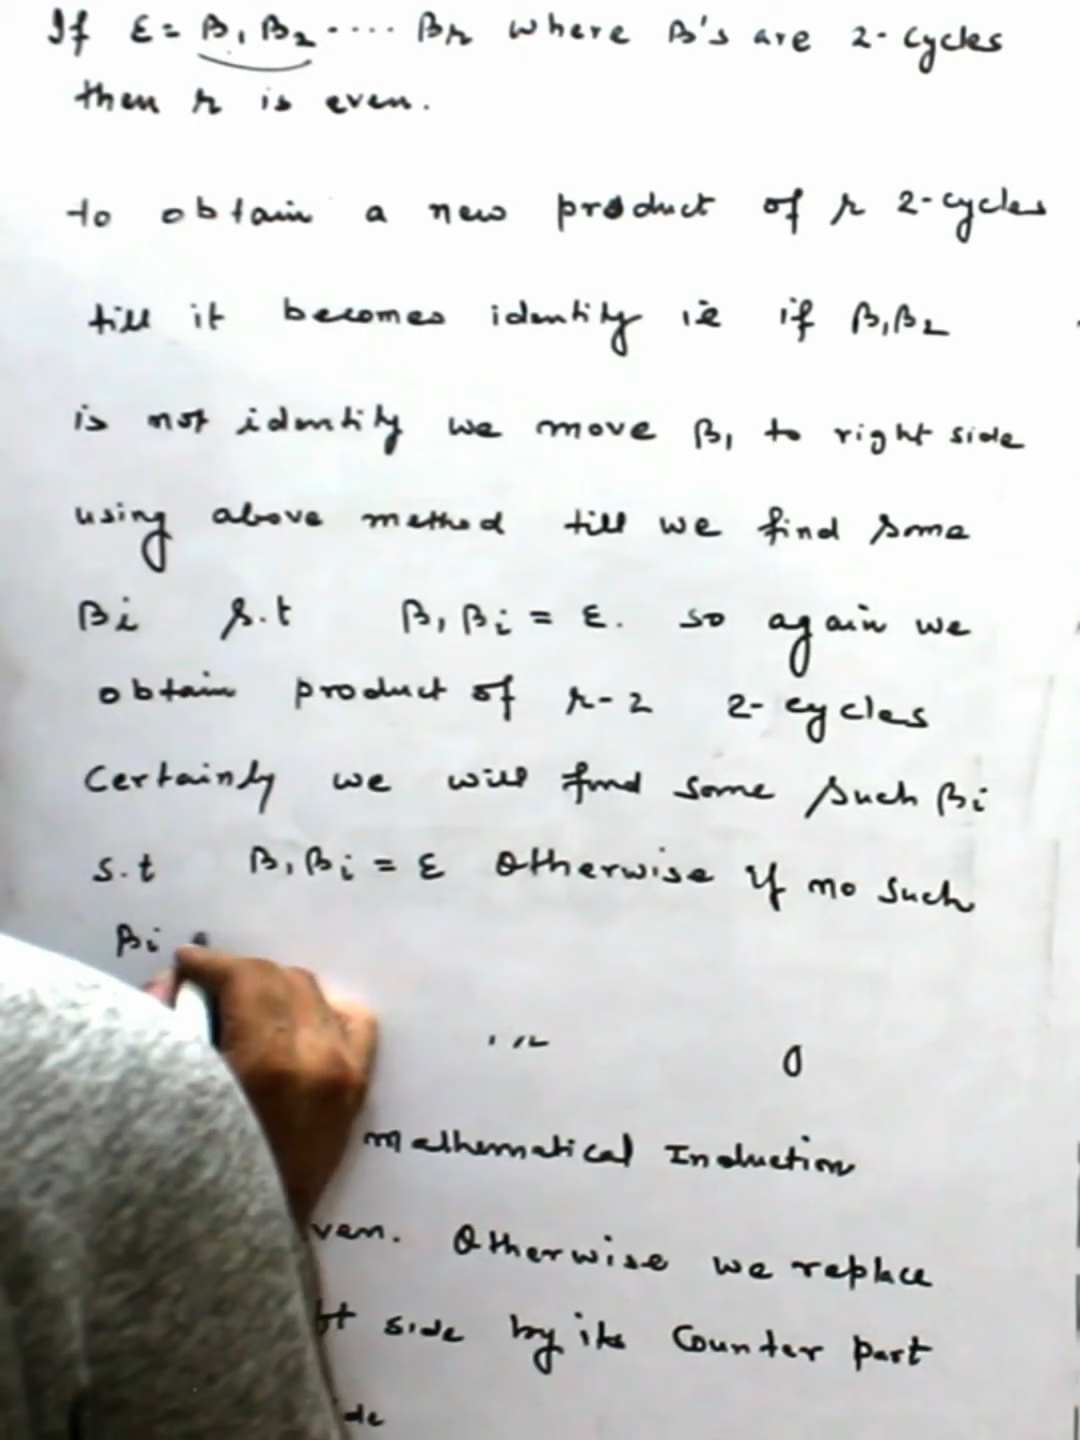 If ε = β₁ β₂ .... βr where β's are 2-cycles
then r is even.
to obtain a new product of r 2-cycles
till it becomes identity ie if β₁β₂
is not identity we move β₁ to right side
using above method till we find some
βi s.t β₁ βi = ε. so again we
obtain product of r-2 2-cycles
Certainly we will find some such βi
s.t β₁ βi = ε Otherwise if no such
βi
mathematical Induction
ven. Otherwise we replace
side by its Counter part